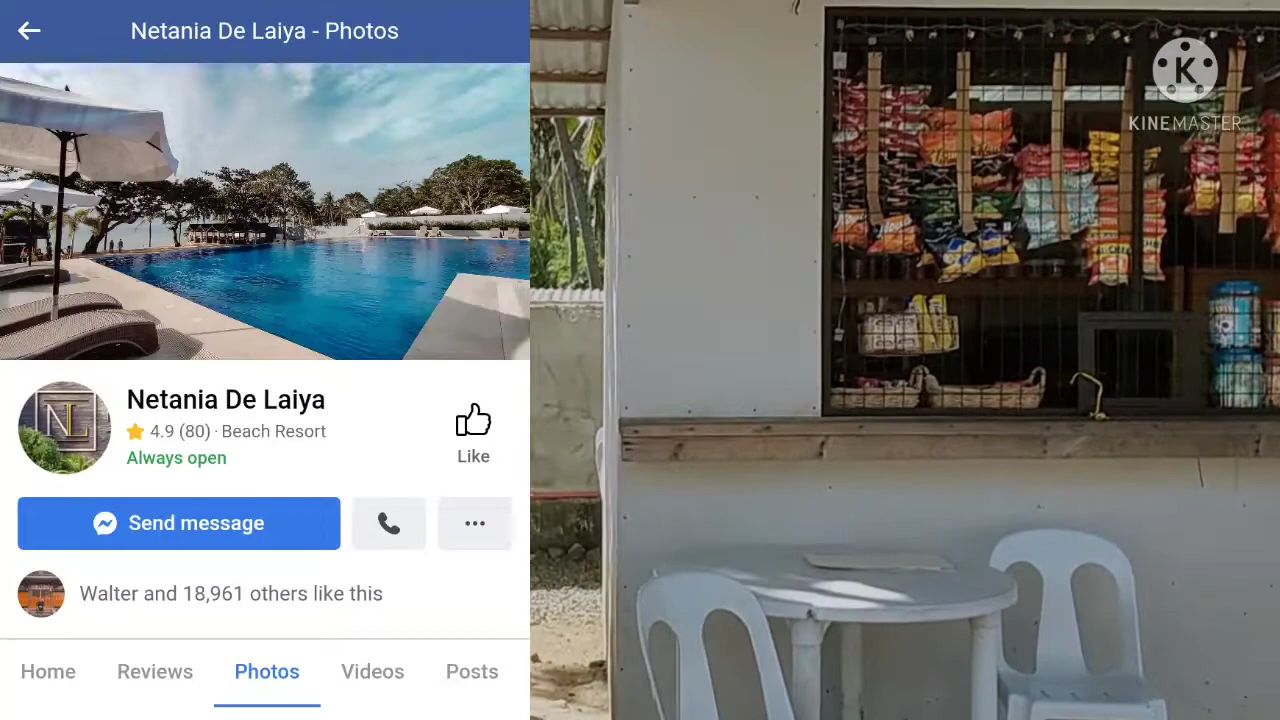 Netania De Laiya - Photos
NL
Netania De Laiya
4.9 (80) · Beach Resort
Always open
Like
Send message
Walter and 18,961 others like this
Home Reviews Photos Videos Posts
K
KINEMASTER